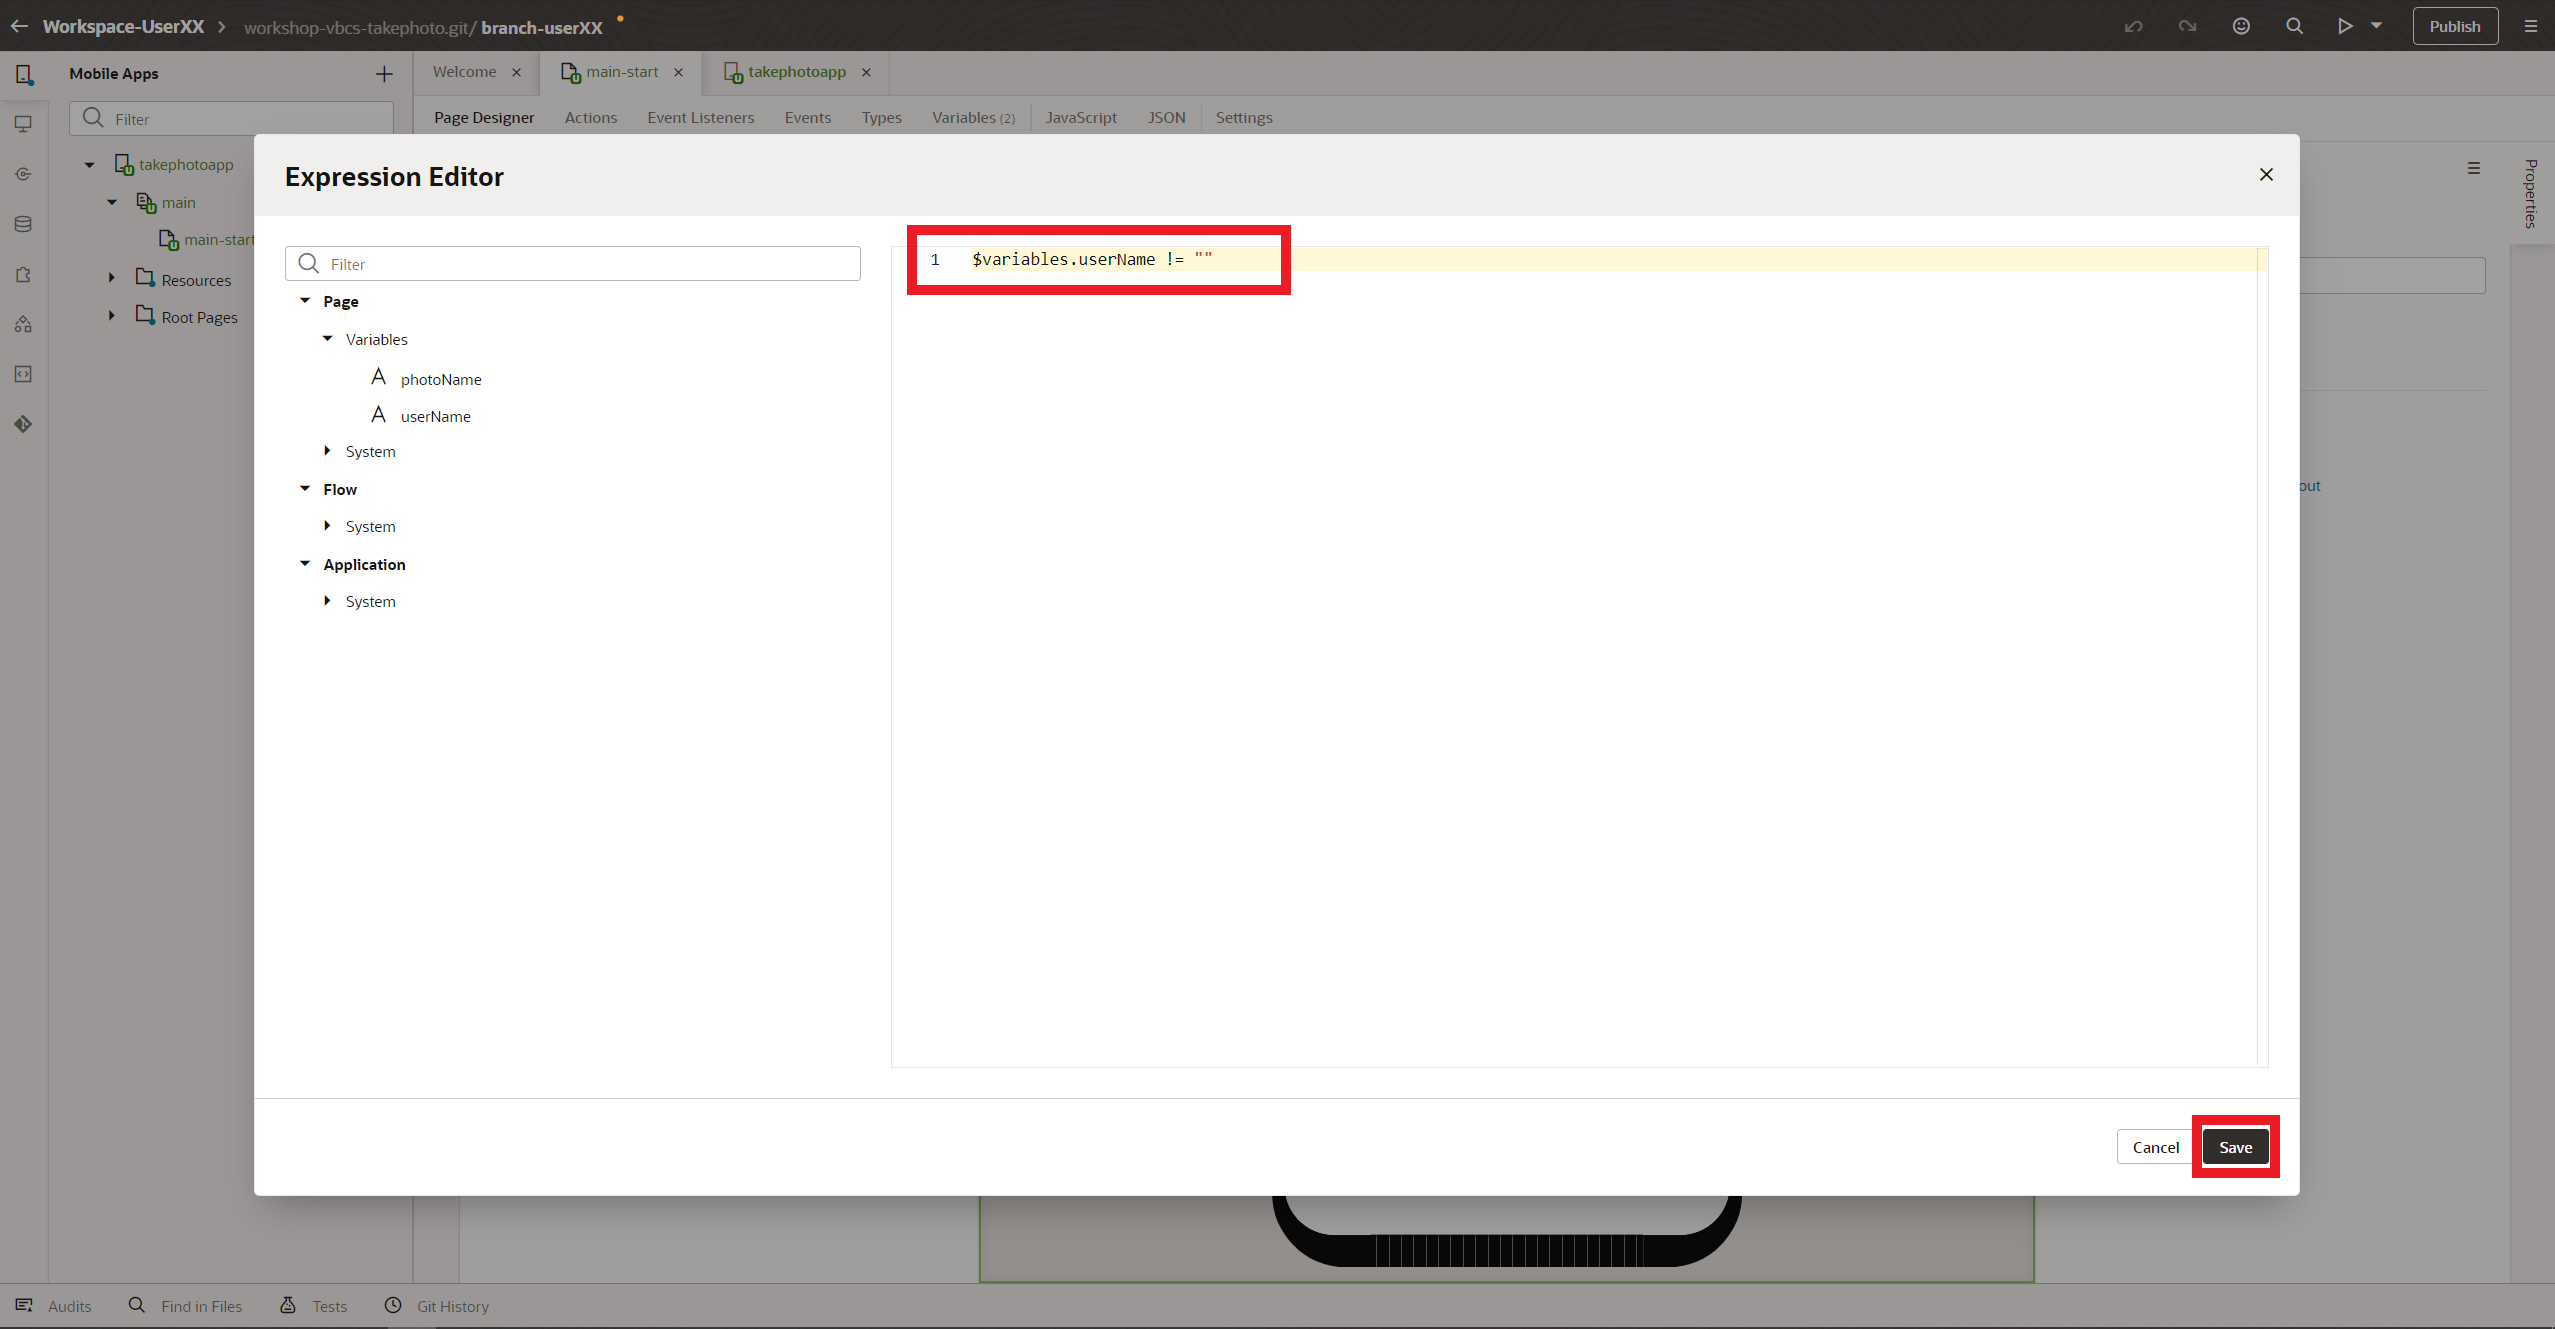 Workspace-UserXX
workshop-vbcs-takephoto.git/ branch-userXX
Publish
Mobile Apps
Filter
takephotoapp
main
main-start
Resources
Root Pages
Welcome
main-start
takephotoapp
Page Designer
Actions
Event Listeners
Events
Types
Variables (2)
JavaScript
JSON
Settings
Properties
out
Expression Editor
Filter
Page
Variables
photoName
userName
System
Flow
System
Application
System
1 $variables.userName != ""
Cancel
Save
Audits
Find in Files
Tests
Git History